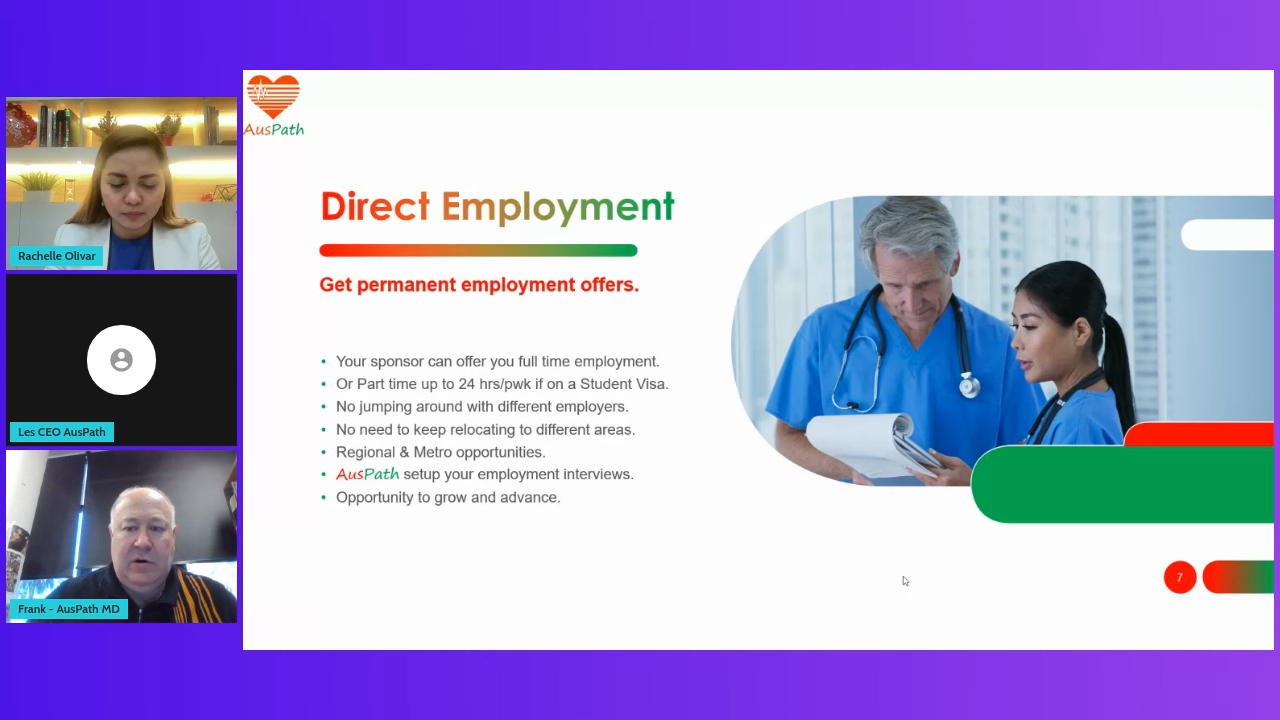 AusPath
Direct Employment
Get permanent employment offers.
• Your sponsor can offer you full time employment.
• Or Part time up to 24 hrs/pwk if on a Student Visa.
• No jumping around with different employers.
• No need to keep relocating to different areas.
• Regional & Metro opportunities.
• AusPath setup your employment interviews.
• Opportunity to grow and advance.
7
Rachelle Olivar
Les CEO AusPath
Frank - AusPath MD